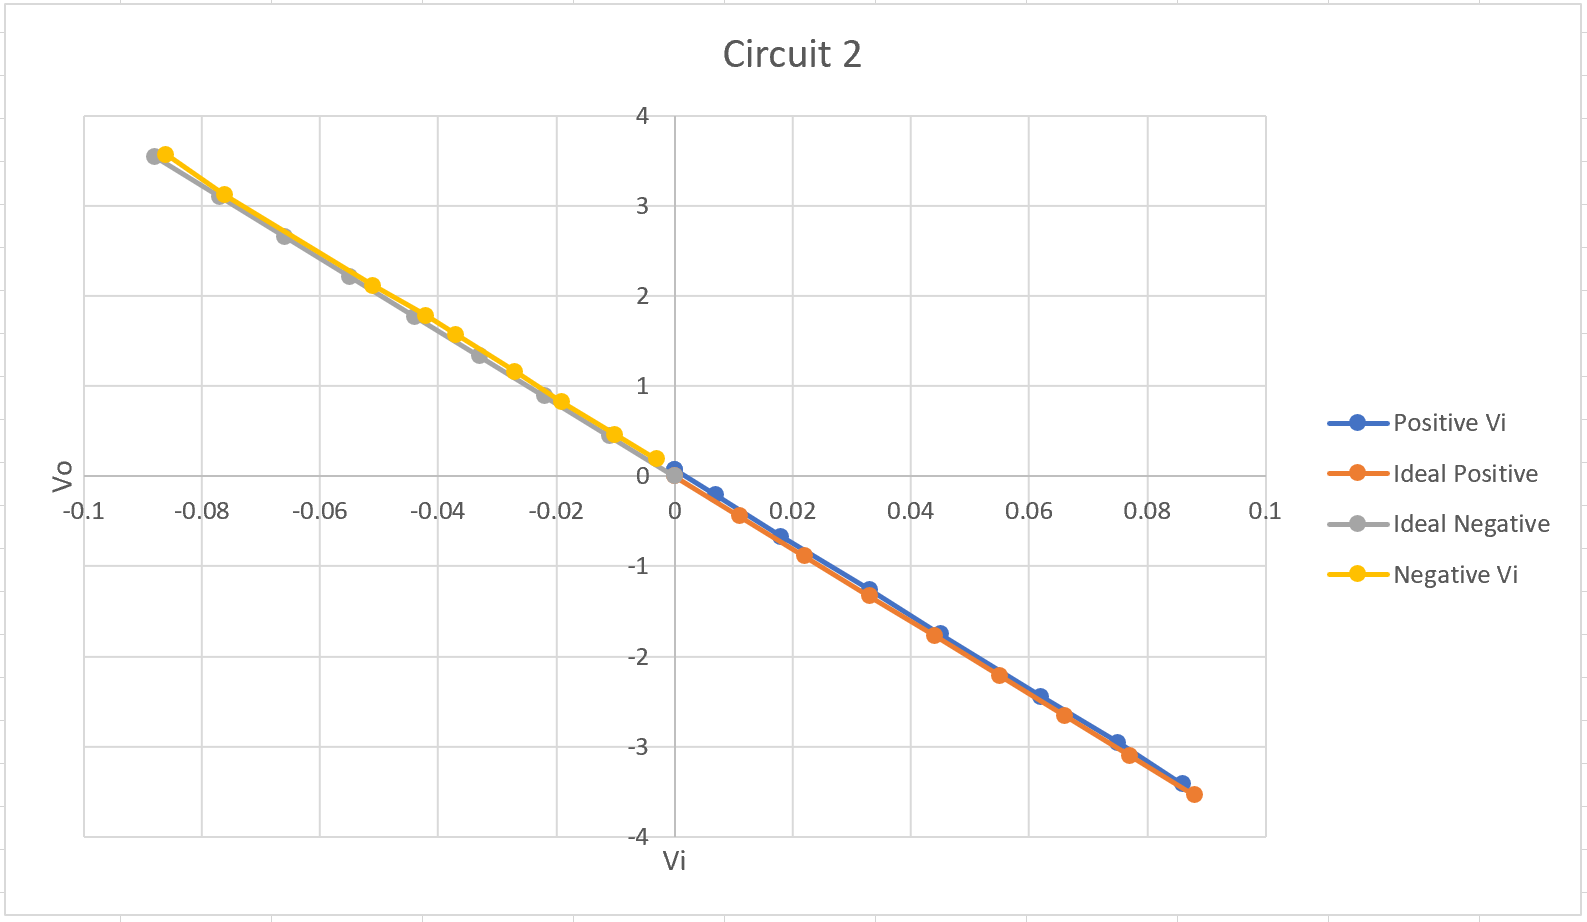 Circuit 2
4
3
2
1
0
-0.1 -0.08 -0.06 -0.04 -0.02 0 0.02 0.04 0.06 0.08 0.1
-1
-2
-3
-4
Vo
Vi
Positive Vi
Ideal Positive
Ideal Negative
Negative Vi